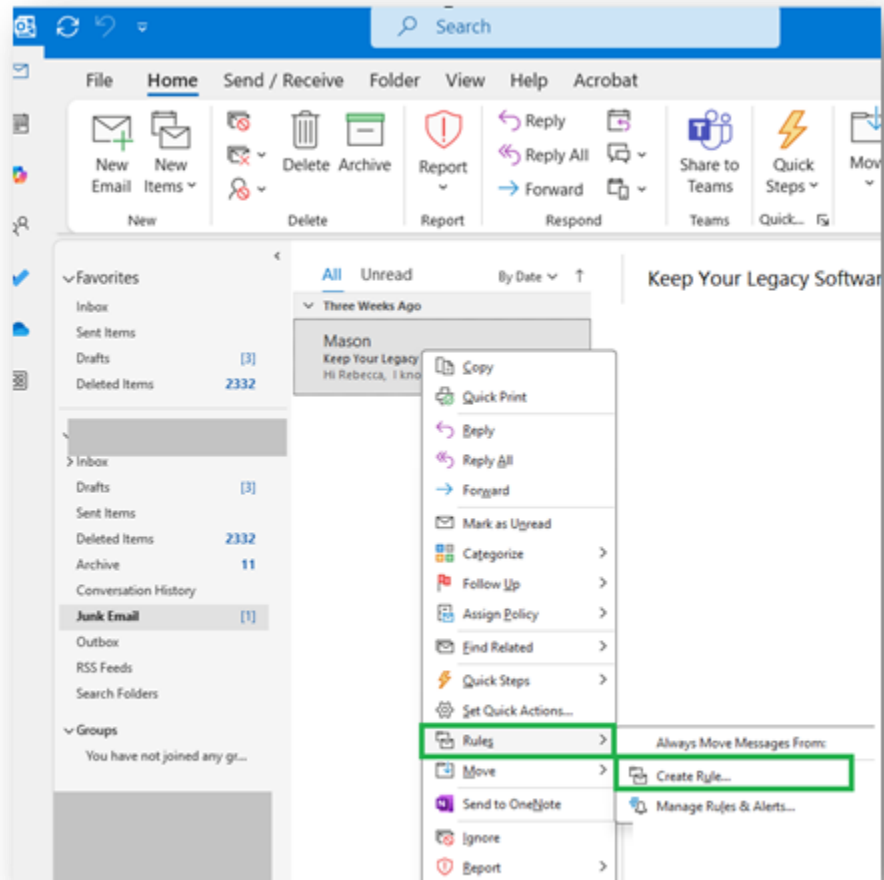 Search
File Home Send / Receive Folder View Help Acrobat
New Email
New Items
New
Delete
Archive
Delete
Report
Report
Reply
Reply All
Forward
Respond
Share to Teams
Teams
Quick Steps
Quick...
Mov
Favorites
Inbox
Sent Items
Drafts [3]
Deleted Items 2332
Inbox
Drafts [3]
Sent Items
Deleted Items 2332
Archive 11
Conversation History
Junk Email [1]
Outbox
RSS Feeds
Search Folders
Groups
You have not joined any gr...
All Unread By Date
Three Weeks Ago
Mason
Keep Your Legacy
Hi Rebecca, I kno
Keep Your Legacy Softwar
Copy
Quick Print
Reply
Reply All
Forward
Mark as Unread
Categorize
Follow Up
Assign Policy
Find Related
Quick Steps
Set Quick Actions...
Rules
Move
Send to OneNote
Ignore
Report
Always Move Messages From:
Create Rule...
Manage Rules & Alerts...